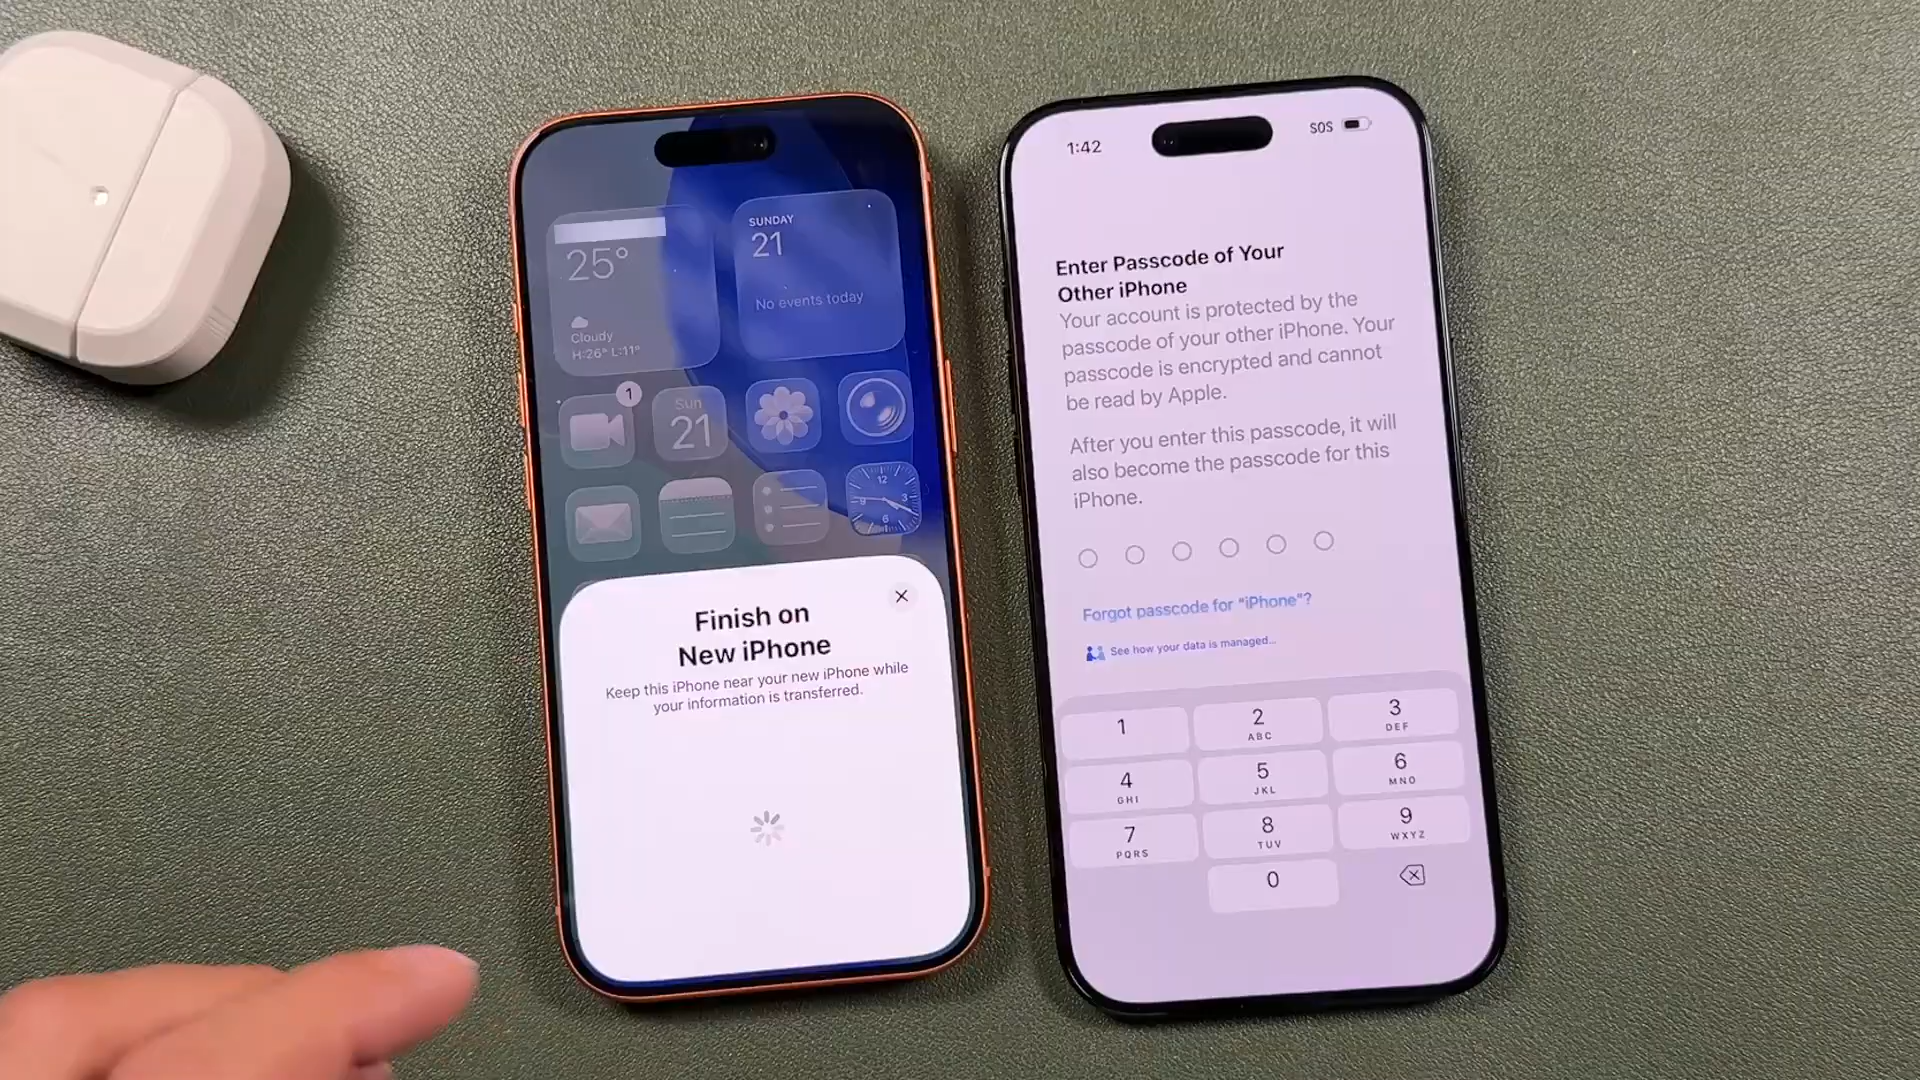 25°
Cloudy
H:26° L:11°
SUNDAY
21
No events today
1
Sun
21
12
3
6
9
Finish on
New iPhone
Keep this iPhone near your new iPhone while
your information is transferred.
1:42
SOS
Enter Passcode of Your
Other iPhone
Your account is protected by the
passcode of your other iPhone. Your
passcode is encrypted and cannot
be read by Apple.
After you enter this passcode, it will
also become the passcode for this
iPhone.
Forgot passcode for “iPhone”?
See how your data is managed...
1
2
ABC
3
DEF
4
GHI
5
JKL
6
MNO
7
PQRS
8
TUV
9
WXYZ
0